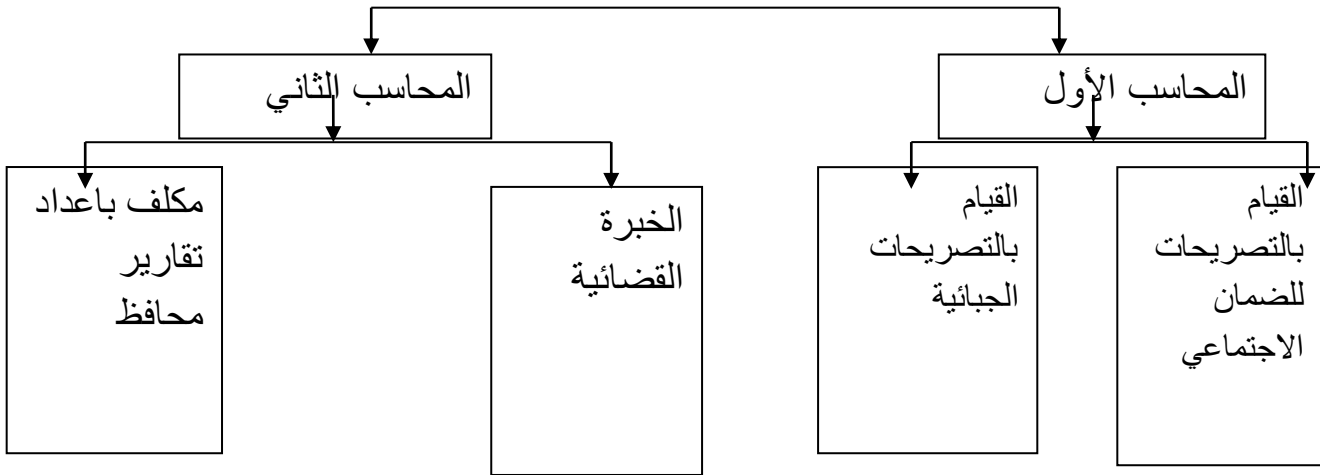 المحاسب الأول
المحاسب الثاني
القيام
بالتصريحات
للضمان
الاجتماعي
القيام
بالتصريحات
الجبائية
الخبرة
القضائية
مكلف باعداد
تقارير
محافظ